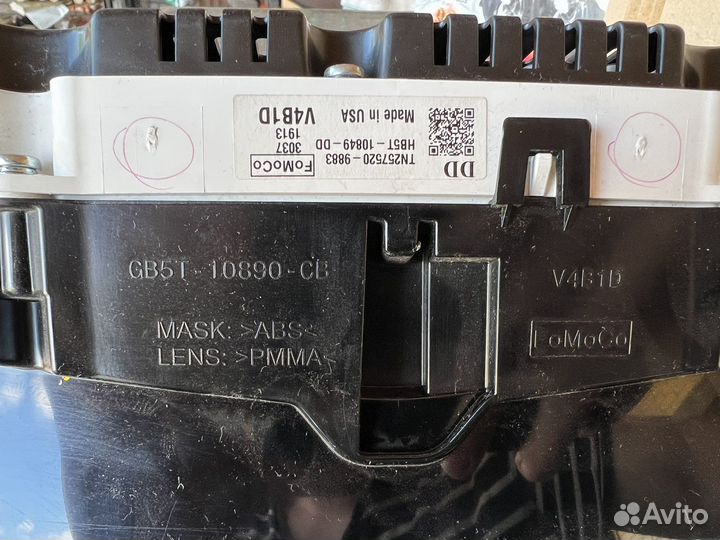 DD
TN257520-9883
HB5T-10849-DD
FoMoCo
3037
1913
V4B1D
Made in USA
GB5T-10890-CB
MASK: >ABS<
LENS: >PMMA<
V4B1D
FoMoCo
Avito